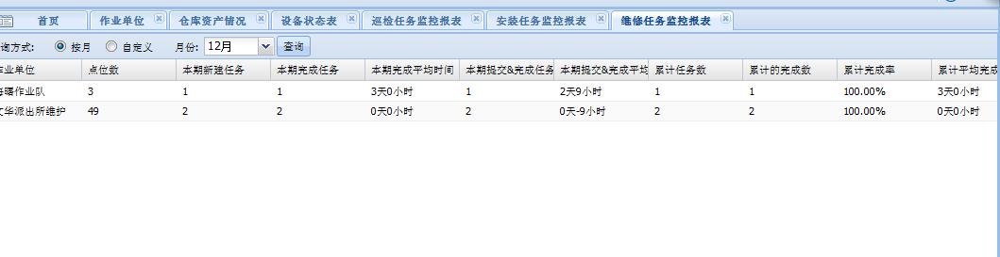 首页 作业单位 仓库资产情况 设备状态表 巡检任务监控报表 安装任务监控报表 维修任务监控报表
询方式: 按月 自定义 月份: 12月 查询
作业单位 点位数 本期新建任务 本期完成任务 本期完成平均时间 本期提交&完成任务 本期提交&完成平均 累计任务数 累计的完成数 累计完成率 累计平均完成
曙作业队 3 1 1 3天0小时 1 2天9小时 1 1 100.00% 3天0小时
文华派出所维护 49 2 2 0天0小时 2 0天-9小时 2 2 100.00% 0天0小时